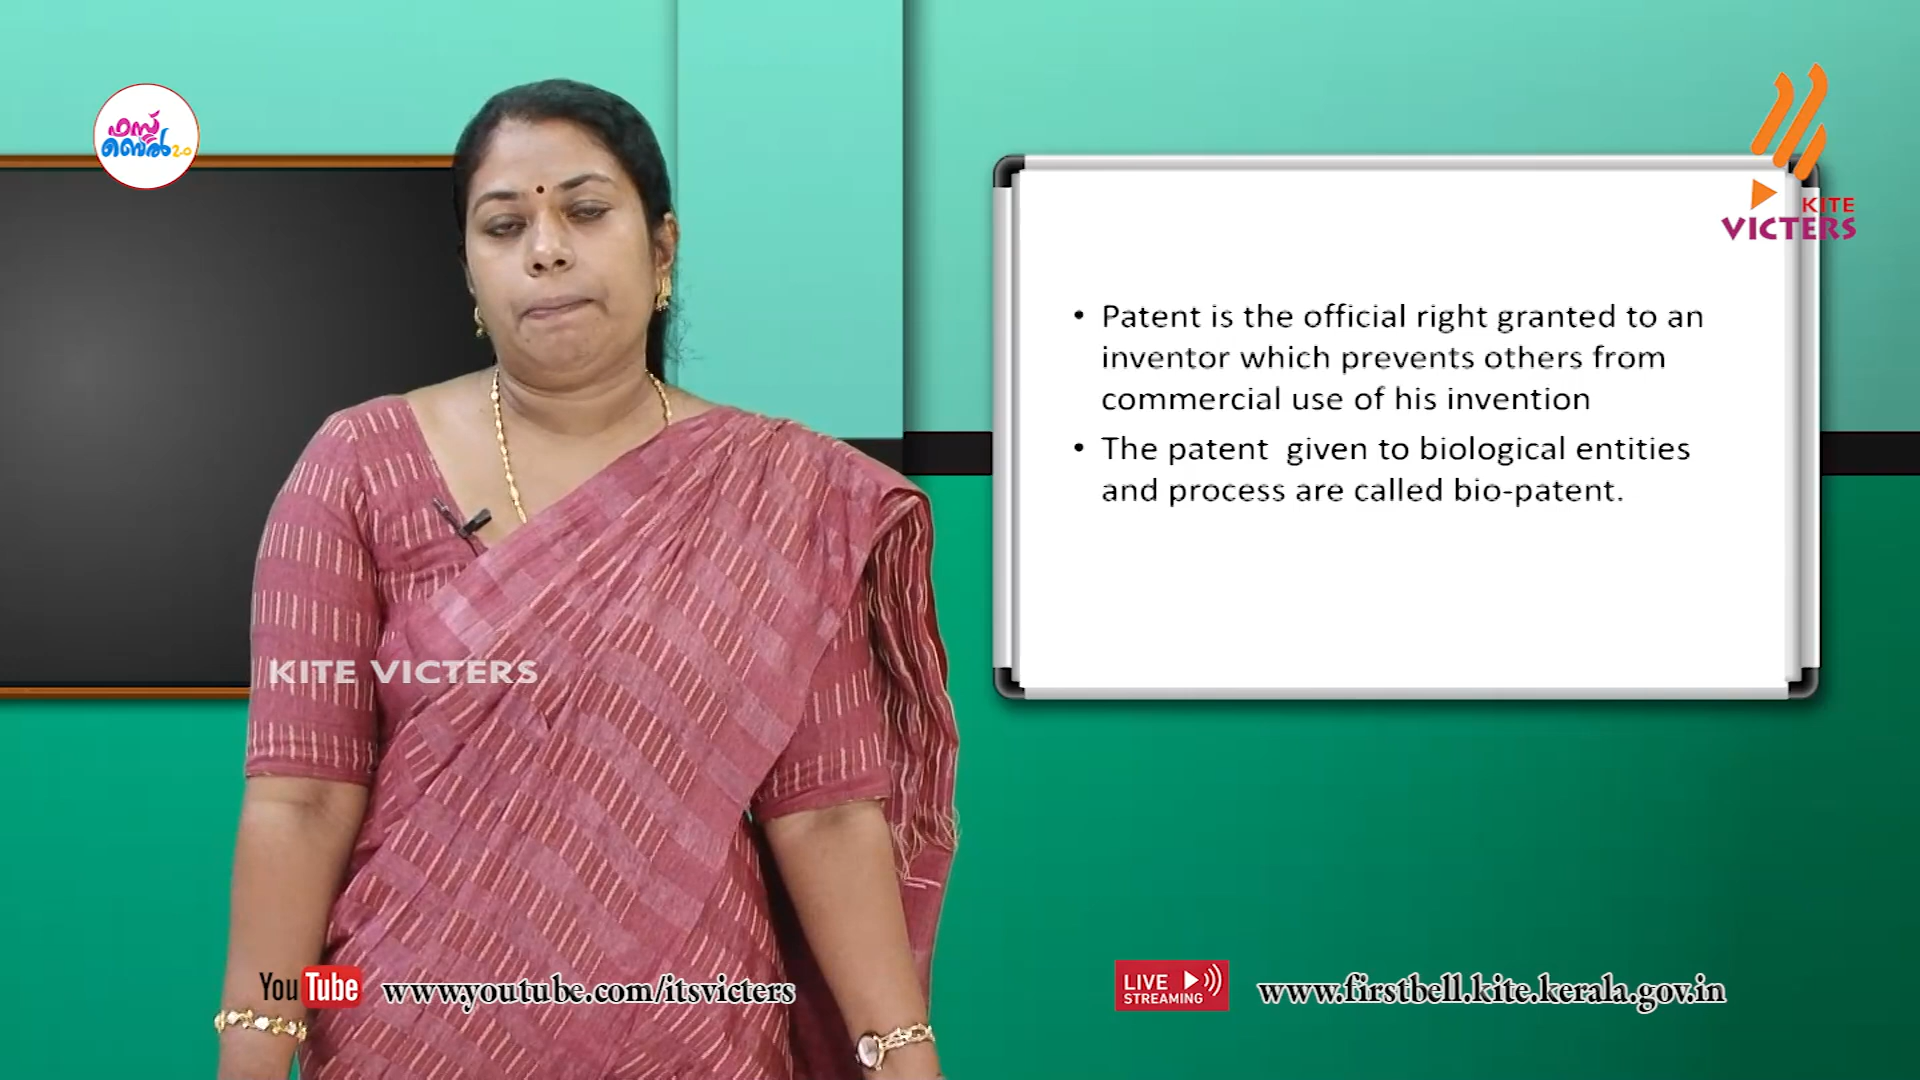 ഫസ്റ്റ്
ബെൽ 2.0
KITE
VICTERS
• Patent is the official right granted to an
inventor which prevents others from
commercial use of his invention
• The patent  given to biological entities
and process are called bio-patent.
KITE VICTERS
YouTube www.youtube.com/itsvicters
LIVE
STREAMING
www.firstbell.kite.kerala.gov.in